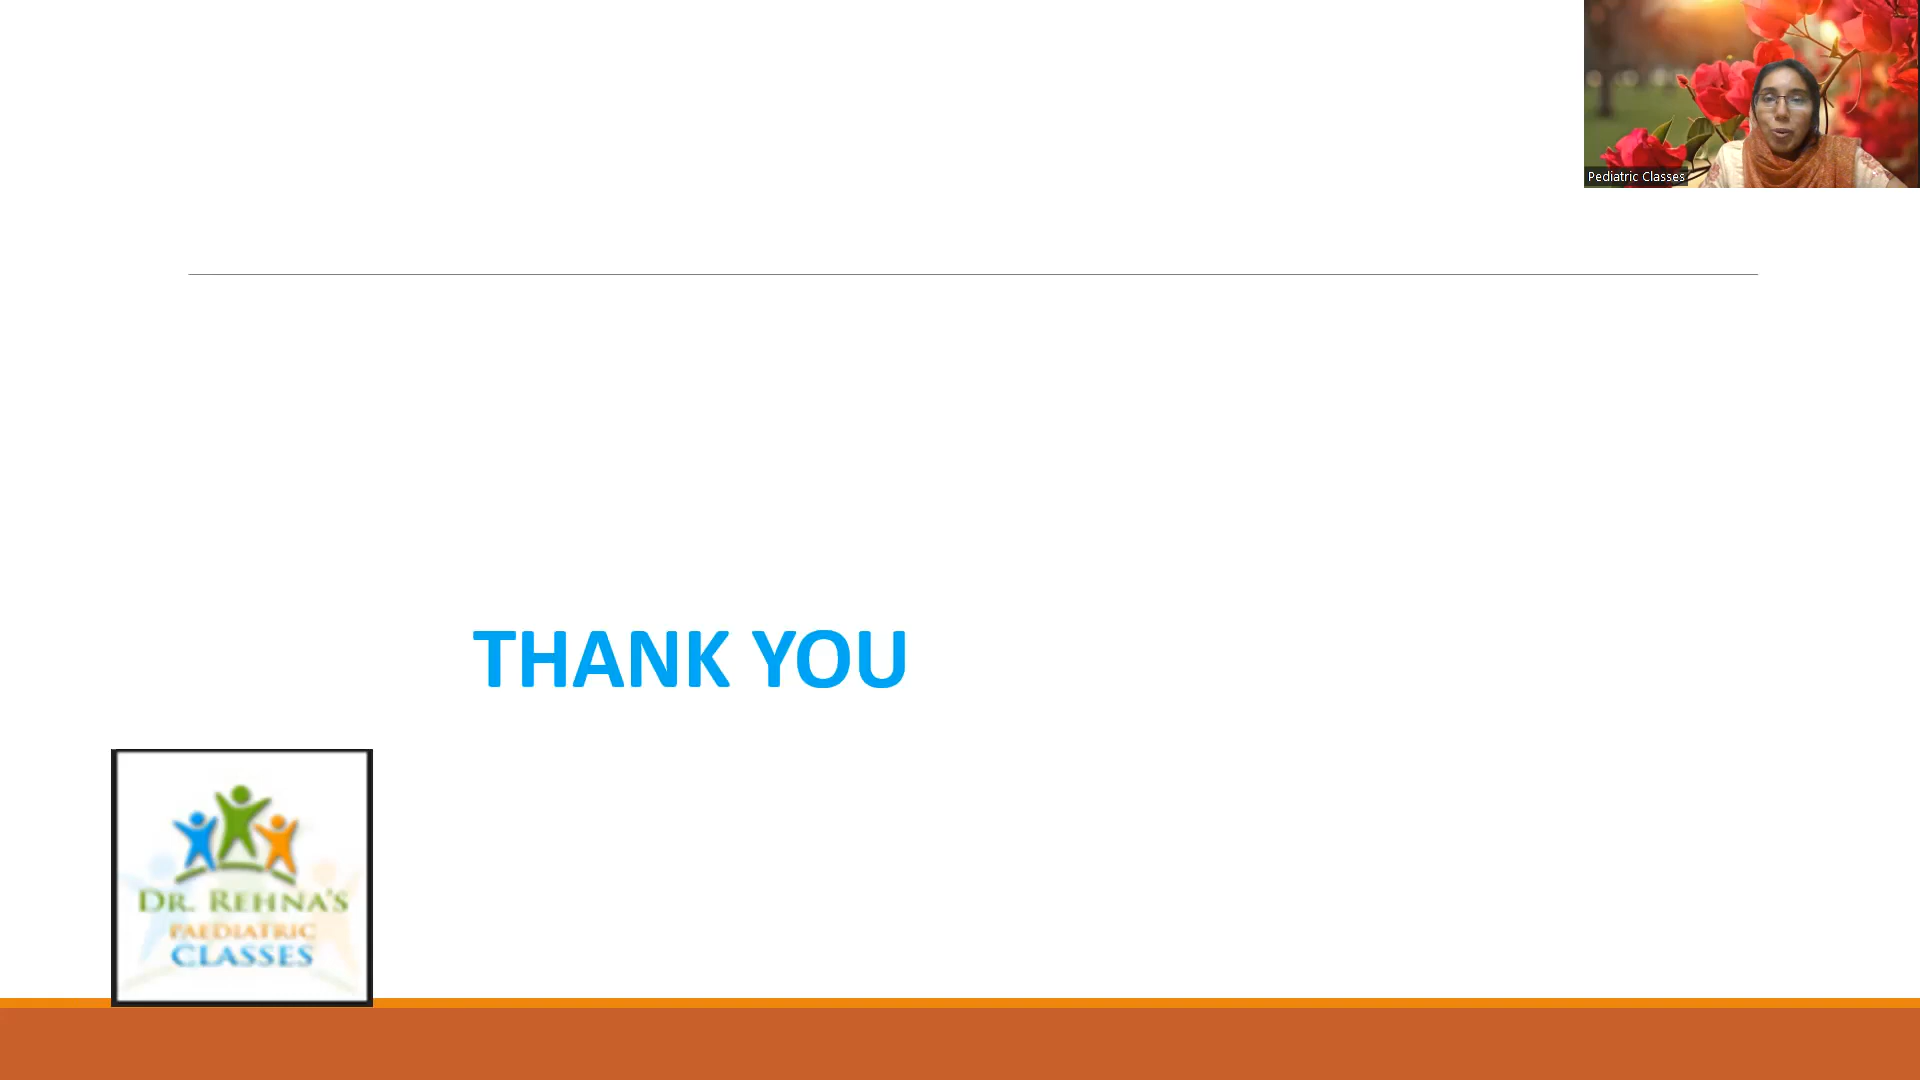 Pediatric Classes
THANK YOU
DR. REHNA'S
PAEDIATRIC
CLASSES